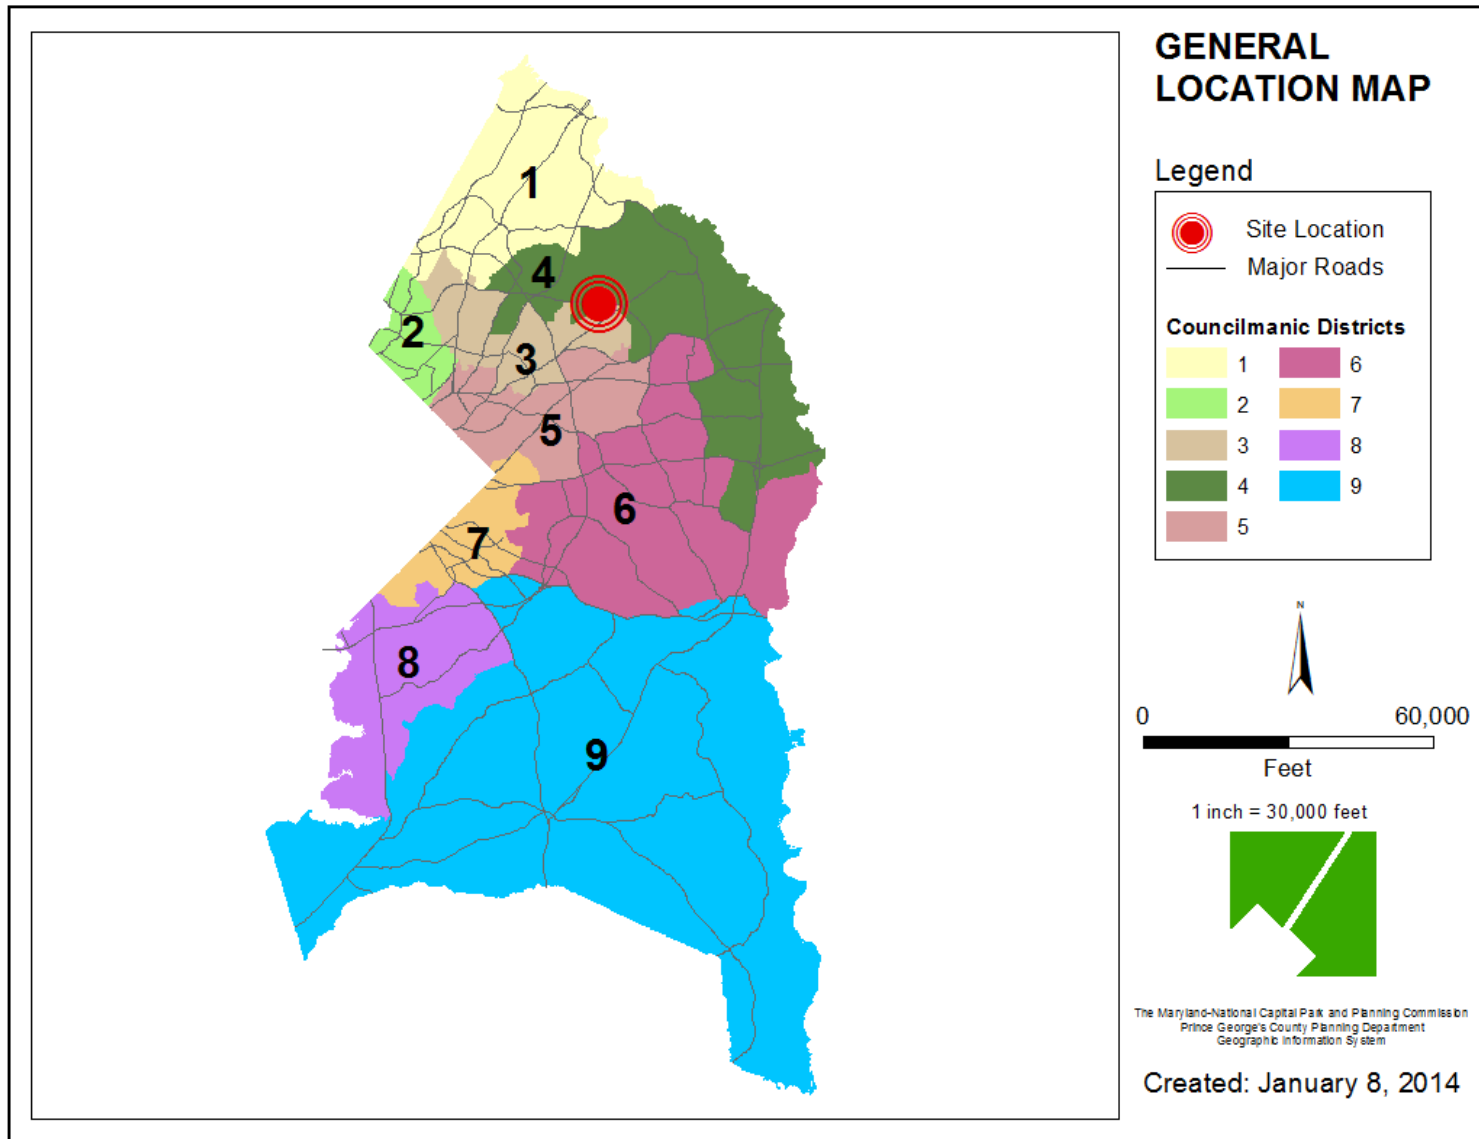 GENERAL
LOCATION MAP
Legend
Site Location
Major Roads
Councilmanic Districts
1 6
2 7
3 8
4 9
5
1
4
2
3
5
6
7
8
9
N
0 60,000
Feet
1 inch = 30,000 feet
The Maryland-National Capital Park and Planning Commission
Prince George's County Planning Department
Geographic Information System
Created: January 8, 2014